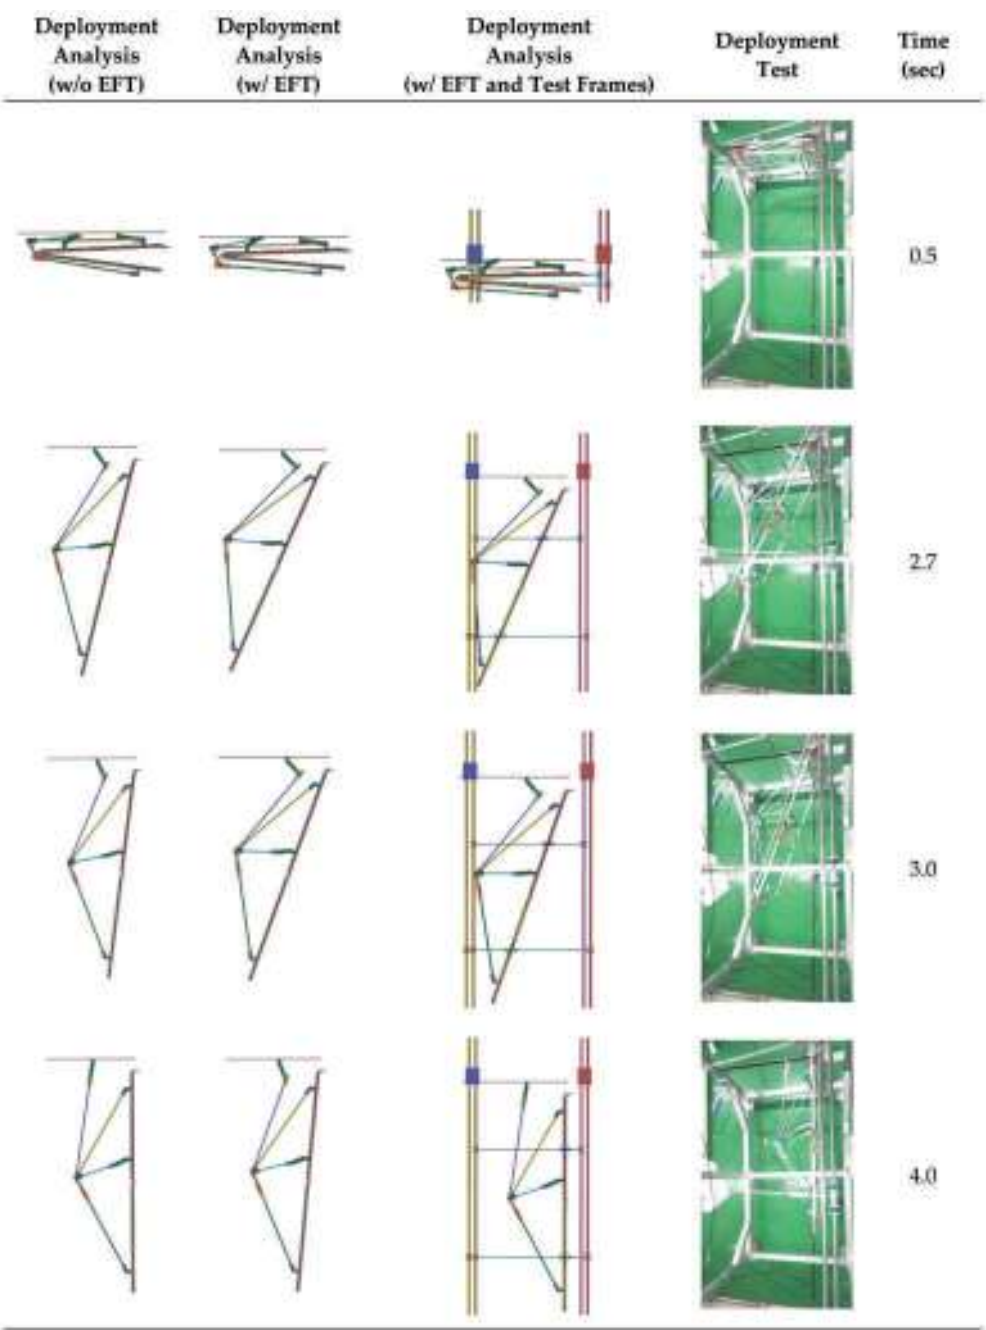 Deployment
Analysis
(w/o EFT)
Deployment
Analysis
(w/ EFT)
Deployment
Analysis
(w/ EFT and Test Frames)
Deployment
Test
Time
(sec)
0.5
2.7
3.0
4.0